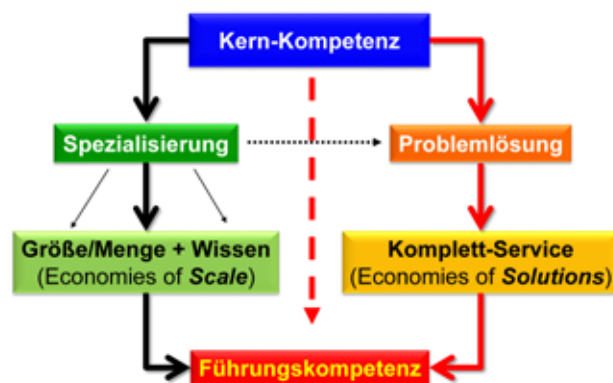 Kern-Kompetenz
Spezialisierung
Problemlösung
Größe/Menge + Wissen
(Economies of Scale)
Komplett-Service
(Economies of Solutions)
Führungskompetenz